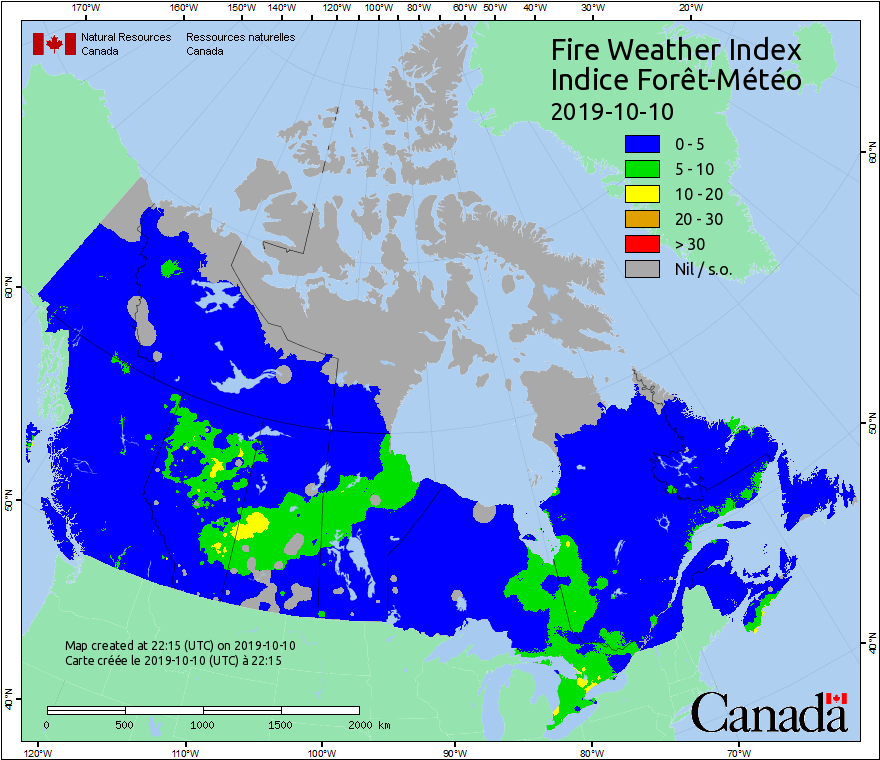 170°W 160°W 150°W 140°W 120°W 100°W 80°W 60°W 50°W 40°W 30°W 20°W
Natural Resources Ressources naturelles
Canada Canada
Fire Weather Index
Indice Forêt-Météo
2019-10-10
0 - 5
5 - 10
10 - 20
20 - 30
> 30
Nil / s.o.
60°N
60°N
50°N
50°N
40°N
40°N
Map created at 22:15 (UTC) on 2019-10-10
Carte créée le 2019-10-10 (UTC) à 22:15
0 500 1000 1500 2000 km
Canada
120°W 110°W 100°W 90°W 80°W 70°W